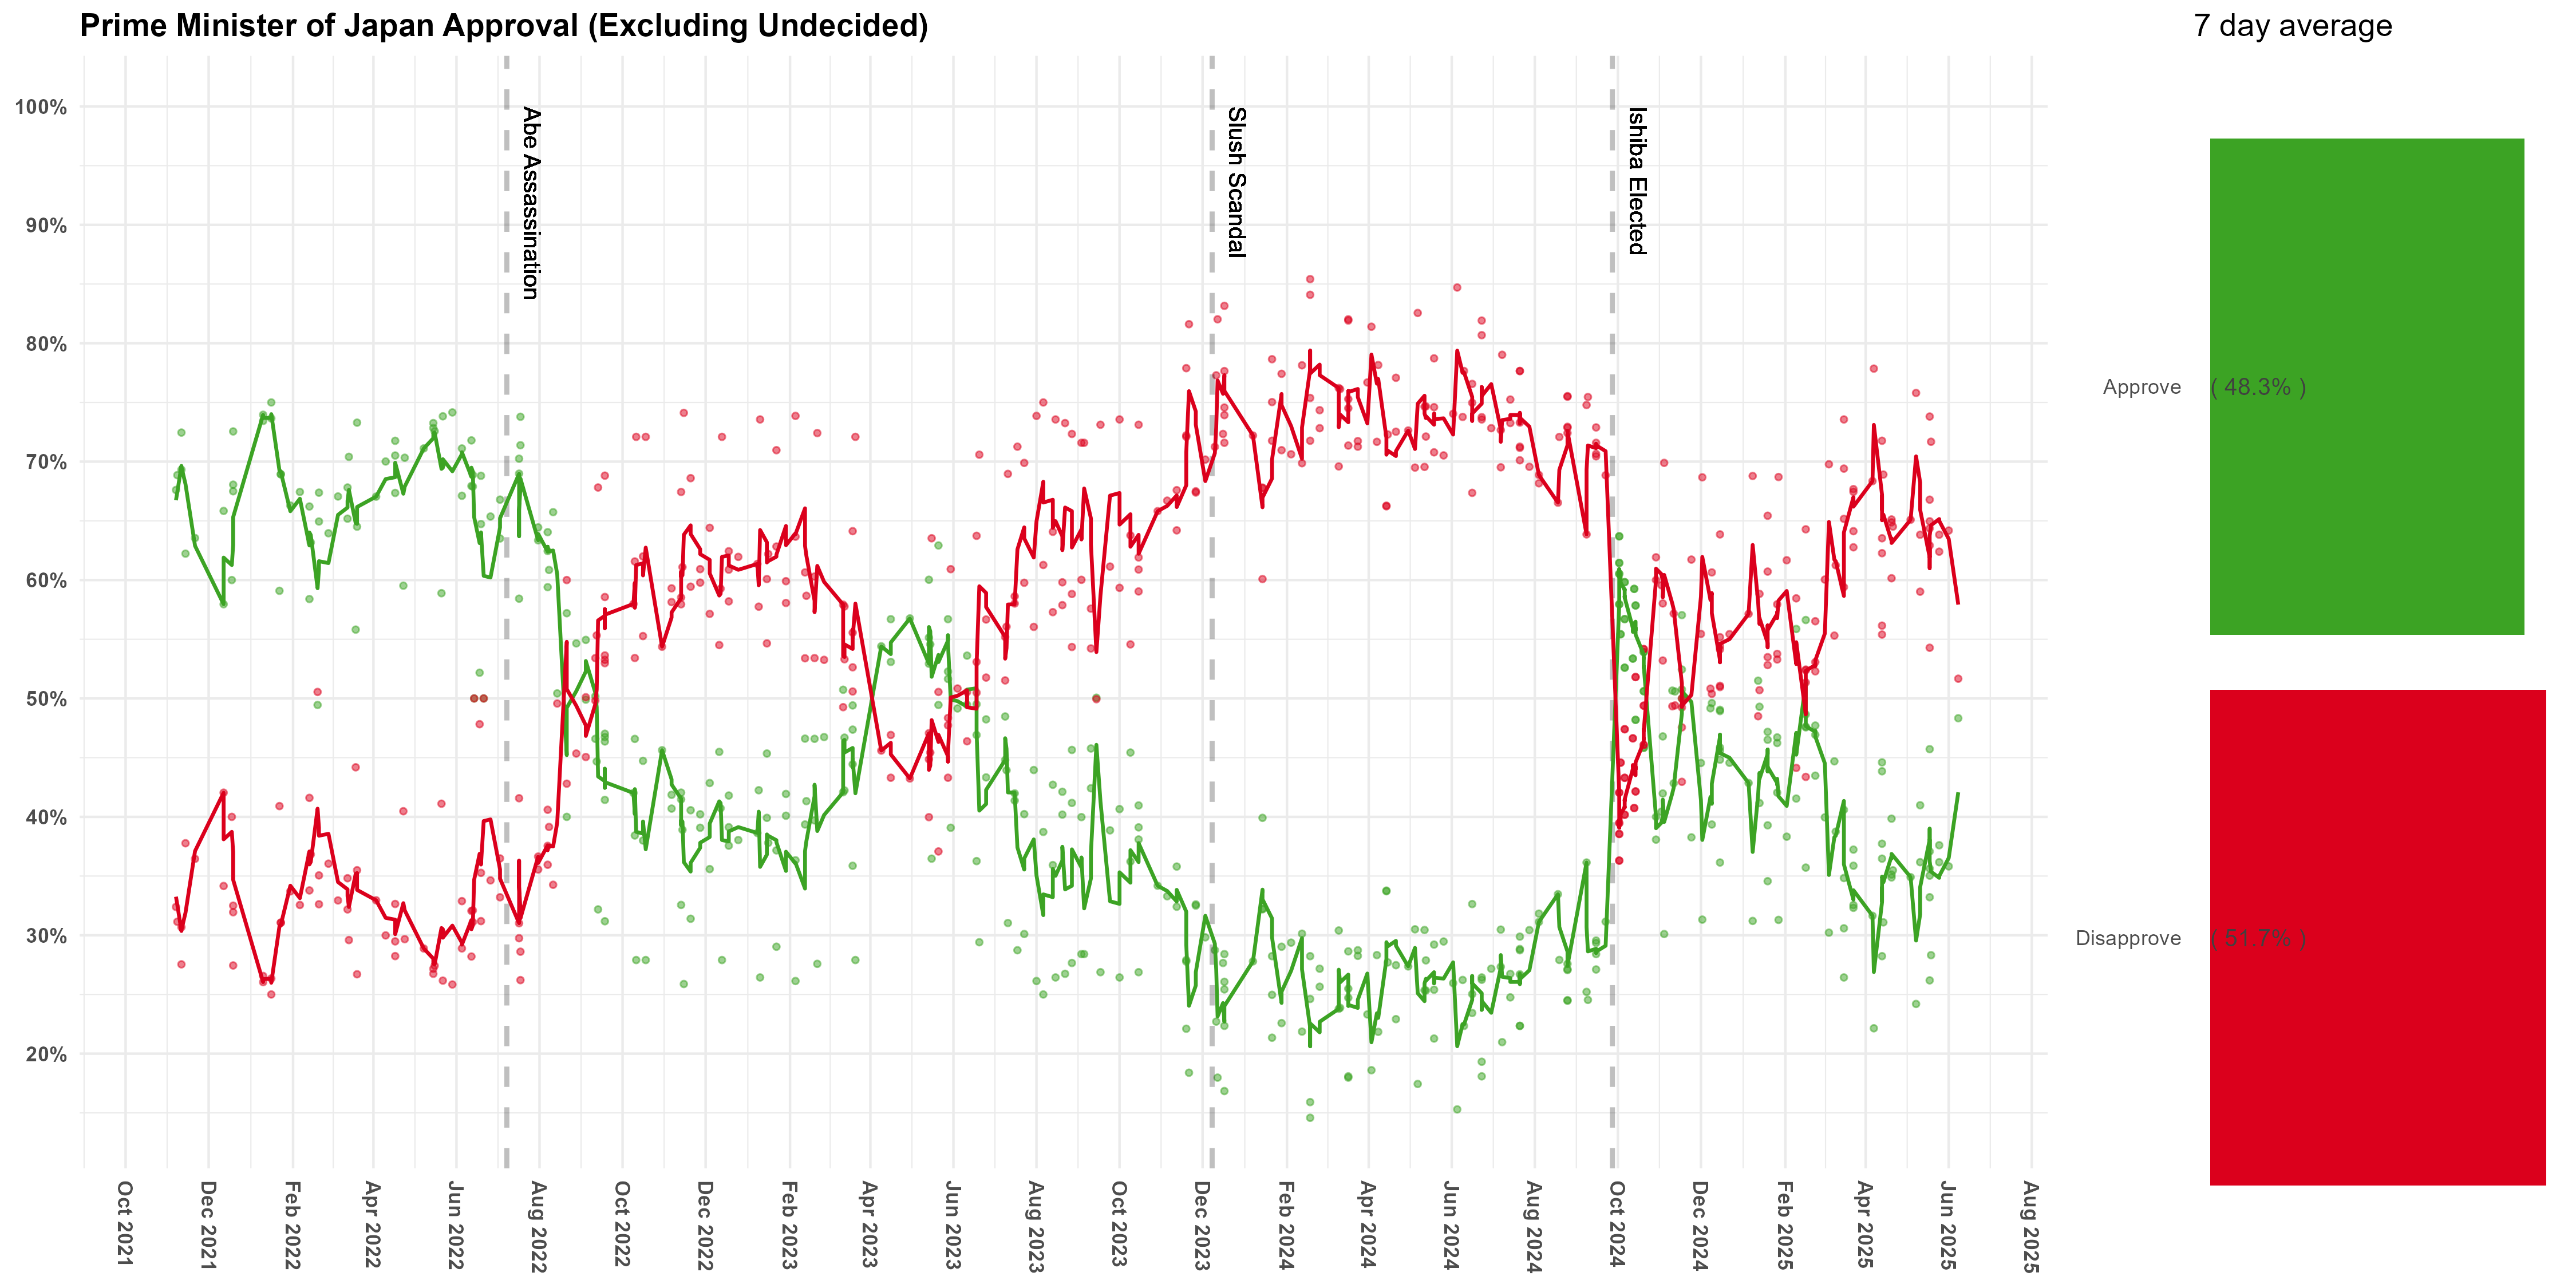 Prime Minister of Japan Approval (Excluding Undecided)
7 day average
100%
90%
80%
70%
60%
50%
40%
30%
20%
Abe Assassination
Slush Scandal
Ishiba Elected
Oct 2021
Dec 2021
Feb 2022
Apr 2022
Jun 2022
Aug 2022
Oct 2022
Dec 2022
Feb 2023
Apr 2023
Jun 2023
Aug 2023
Oct 2023
Dec 2023
Feb 2024
Apr 2024
Jun 2024
Aug 2024
Oct 2024
Dec 2024
Feb 2025
Apr 2025
Jun 2025
Aug 2025
Approve ( 48.3% )
Disapprove ( 51.7% )